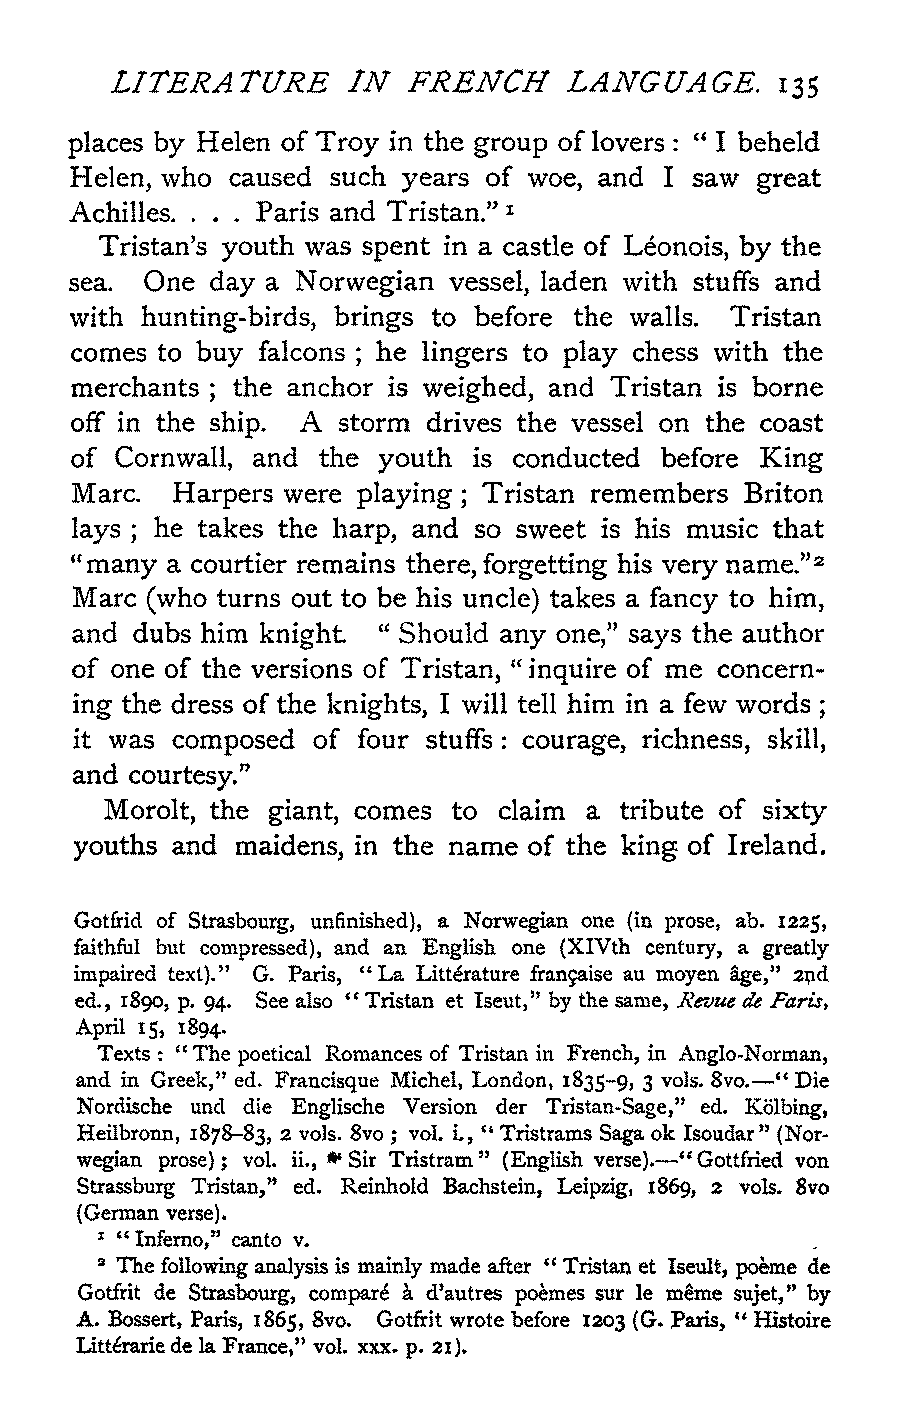 LITERATURE IN FRENCH LANGUAGE. 135
places by Helen of Troy in the group of lovers : “ I beheld
Helen, who caused such years of woe, and I saw great
Achilles. . . . Paris and Tristan.” ¹
Tristan’s youth was spent in a castle of Léonois, by the
sea. One day a Norwegian vessel, laden with stuffs and
with hunting-birds, brings to before the walls. Tristan
comes to buy falcons ; he lingers to play chess with the
merchants ; the anchor is weighed, and Tristan is borne
off in the ship. A storm drives the vessel on the coast
of Cornwall, and the youth is conducted before King
Marc. Harpers were playing ; Tristan remembers Briton
lays ; he takes the harp, and so sweet is his music that
“many a courtier remains there, forgetting his very name.”²
Marc (who turns out to be his uncle) takes a fancy to him,
and dubs him knight. “ Should any one,” says the author
of one of the versions of Tristan, “ inquire of me concern-
ing the dress of the knights, I will tell him in a few words ;
it was composed of four stuffs : courage, richness, skill,
and courtesy.”
Morolt, the giant, comes to claim a tribute of sixty
youths and maidens, in the name of the king of Ireland.
Gotfrid of Strasbourg, unfinished), a Norwegian one (in prose, ab. 1225,
faithful but compressed), and an English one (XIVth century, a greatly
impaired text).” G. Paris, “ La Littérature française au moyen âge,” 2nd
ed., 1890, p. 94. See also “ Tristan et Iseut,” by the same, Revue de Paris,
April 15, 1894.
Texts : “ The poetical Romances of Tristan in French, in Anglo-Norman,
and in Greek,” ed. Francisque Michel, London, 1835–9, 3 vols. 8vo.—“ Die
Nordische und die Englische Version der Tristan-Sage,” ed. Kölbing,
Heilbronn, 1878–83, 2 vols. 8vo ; vol. i., “ Tristrams Saga ok Isoudar ” (Nor-
wegian prose) ; vol. ii., “ Sir Tristram ” (English verse).—“ Gottfried von
Strassburg Tristan,” ed. Reinhold Bachstein, Leipzig, 1869, 2 vols. 8vo
(German verse).
¹ “ Inferno,” canto v.
² The following analysis is mainly made after “ Tristan et Iseult, poème de
Gotfrit de Strasbourg, comparé à d’autres poèmes sur le même sujet,” by
A. Bossert, Paris, 1865, 8vo. Gotfrit wrote before 1203 (G. Paris, “ Histoire
Littérarie de la France,” vol. xxx. p. 21).